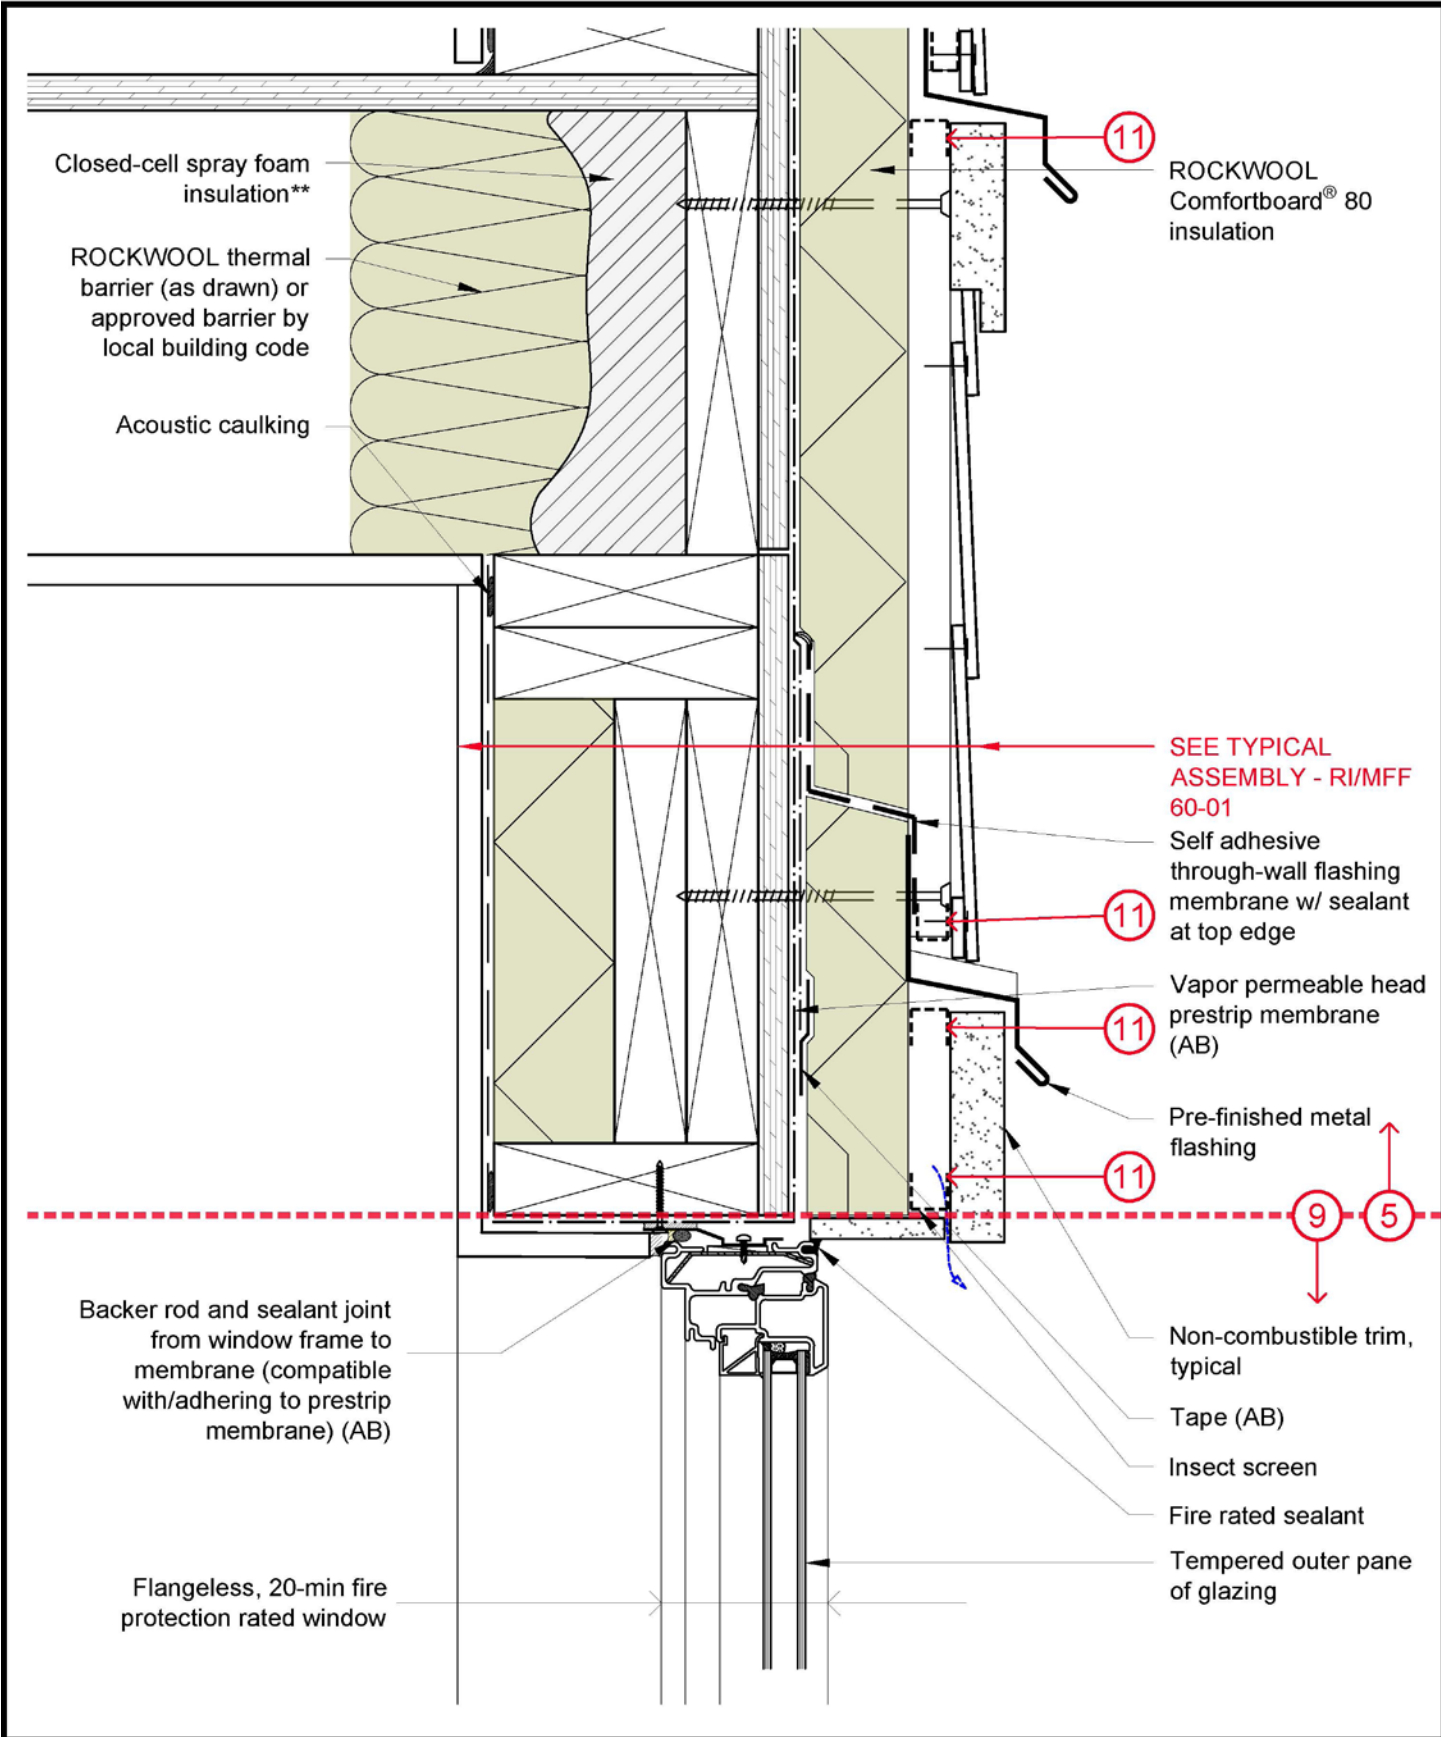 Closed-cell spray foam
insulation**
ROCKWOOL thermal
barrier (as drawn) or
approved barrier by
local building code
Acoustic caulking
11
ROCKWOOL
Comfortboard® 80
insulation
SEE TYPICAL
ASSEMBLY - RI/MFF
60-01
Self adhesive
through-wall flashing
membrane w/ sealant
at top edge
11
Vapor permeable head
prestrip membrane
(AB)
11
Pre-finished metal
flashing
11
9 5
Backer rod and sealant joint
from window frame to
membrane (compatible
with/adhering to prestrip
membrane) (AB)
Non-combustible trim,
typical
Tape (AB)
Insect screen
Fire rated sealant
Tempered outer pane
of glazing
Flangeless, 20-min fire
protection rated window